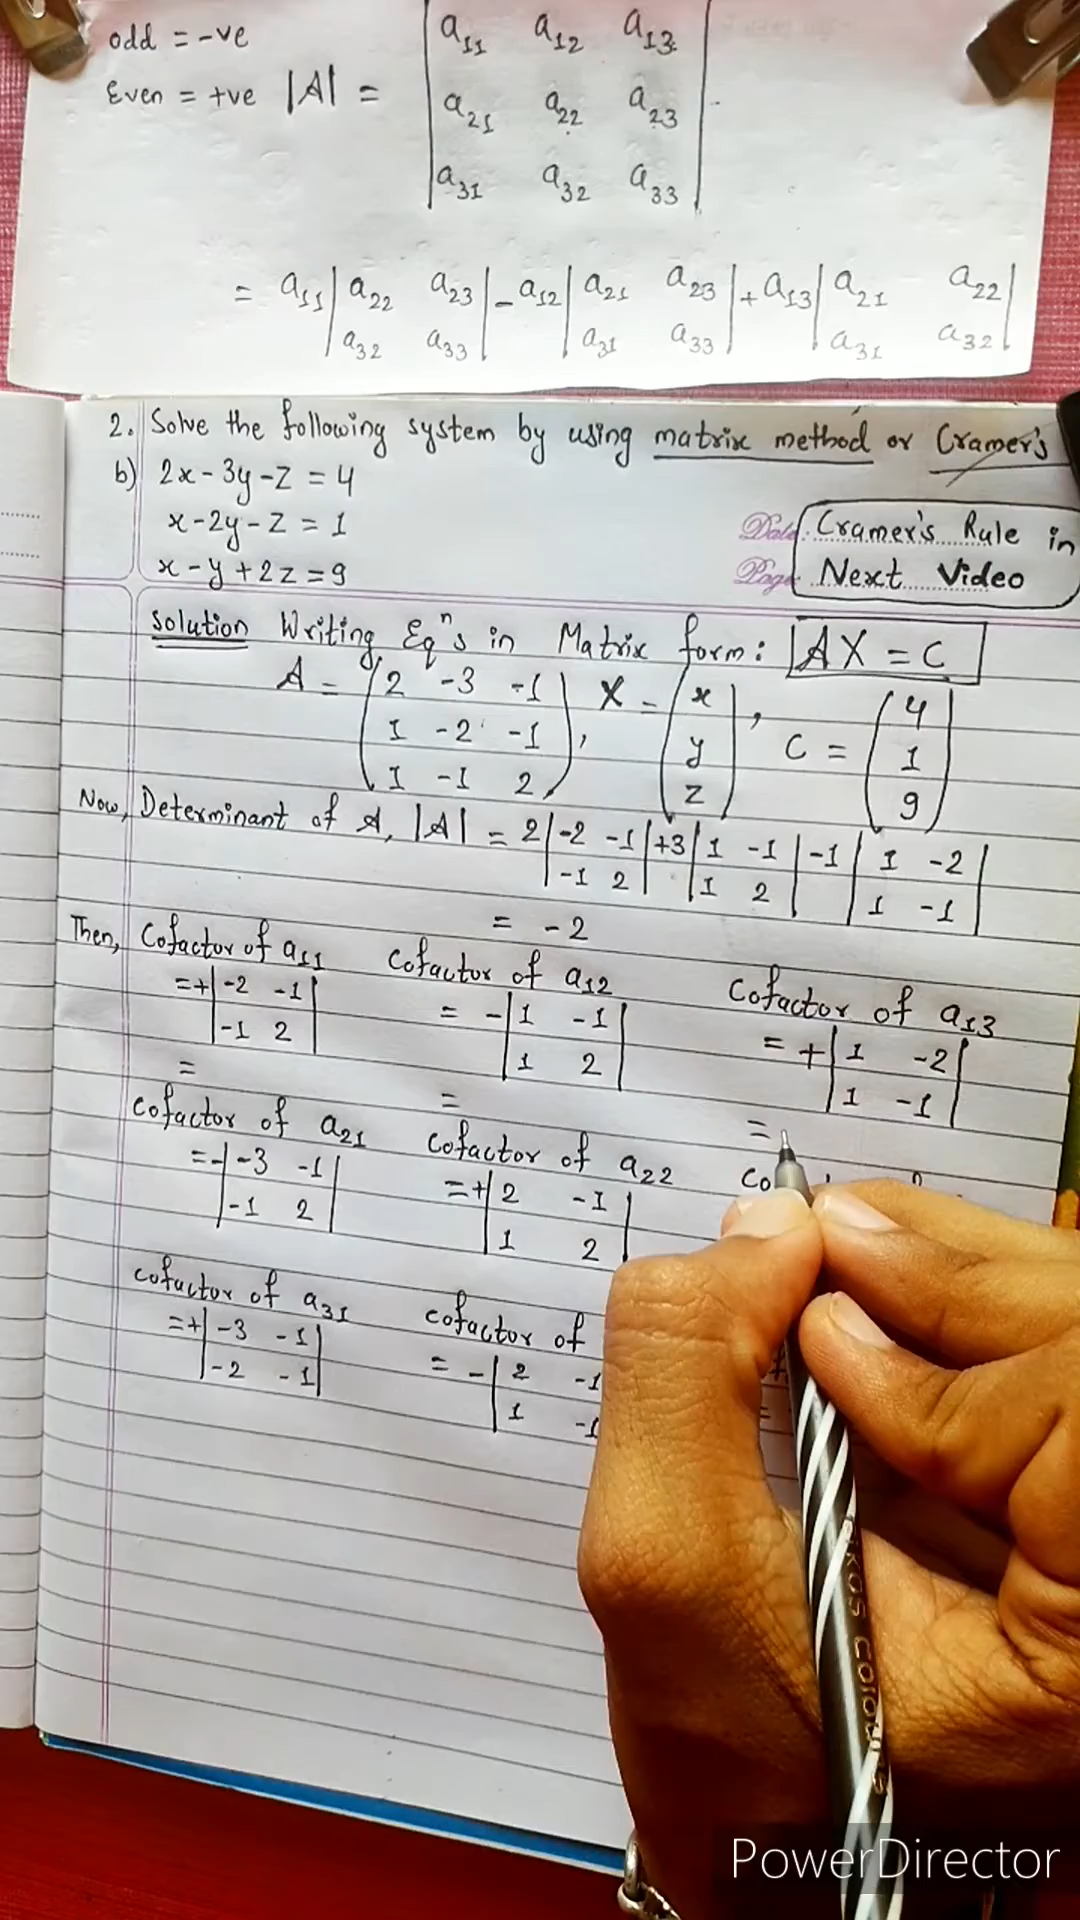 odd = -ve
Even = +ve |A| = | a11 a12 a13 |
| a21 a22 a23 |
| a31 a32 a33 |
= a11 | a22 a23 | - a12 | a21 a23 | + a13 | a21 a22 |
| a32 a33 | | a31 a33 | | a31 a32 |
2. Solve the following system by using matrix method or Cramer's
b) 2x - 3y - z = 4
x - 2y - z = 1
x - y + 2z = 9
Date: Cramer's Rule in
Page: Next Video
Solution Writing Eqns in Matrix form: AX = C
A = ( 2 -3 -1 ) X = ( x ) , C = ( 4 )
( 1 -2 -1 ) , ( y ) ( 1 )
( 1 -1 2 ) ( z ) ( 9 )
Now, Determinant of A, |A| = 2 | -2 -1 | +3 | 1 -1 | -1 | 1 -2 |
| -1 2 | | 1 2 | | 1 -1 |
= -2
Then, Cofactor of a11 Cofactor of a12 Cofactor of a13
= + | -2 -1 | = - | 1 -1 | = + | 1 -2 |
| -1 2 | | 1 2 | | 1 -1 |
= = =
Cofactor of a21 Cofactor of a22 Co
= - | -3 -1 | = + | 2 -1 |
| -1 2 | | 1 2 |
cofactor of a31 cofactor of
= + | -3 -1 | = - | 2 -1
| -2 -1 | | 1 -1
=
PowerDirector